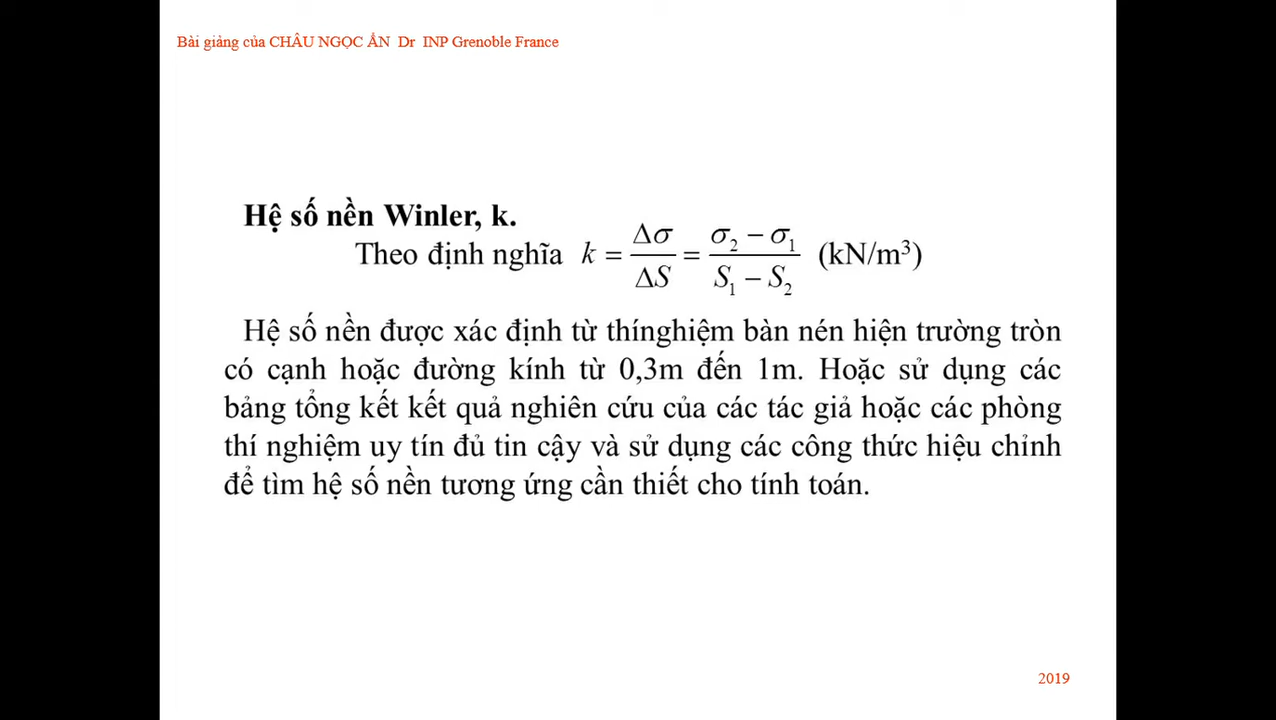 Bài giảng của CHÂU NGỌC ẨN Dr INP Grenoble France
Hệ số nền Winler, k.
Theo định nghĩa k = Δσ/ΔS = (σ₂ − σ₁)/(S₁ − S₂) (kN/m³)
Hệ số nền được xác định từ thínghiệm bàn nén hiện trường tròn
có cạnh hoặc đường kính từ 0,3m đến 1m. Hoặc sử dụng các
bảng tổng kết kết quả nghiên cứu của các tác giả hoặc các phòng
thí nghiệm uy tín đủ tin cậy và sử dụng các công thức hiệu chỉnh
để tìm hệ số nền tương ứng cần thiết cho tính toán.
2019